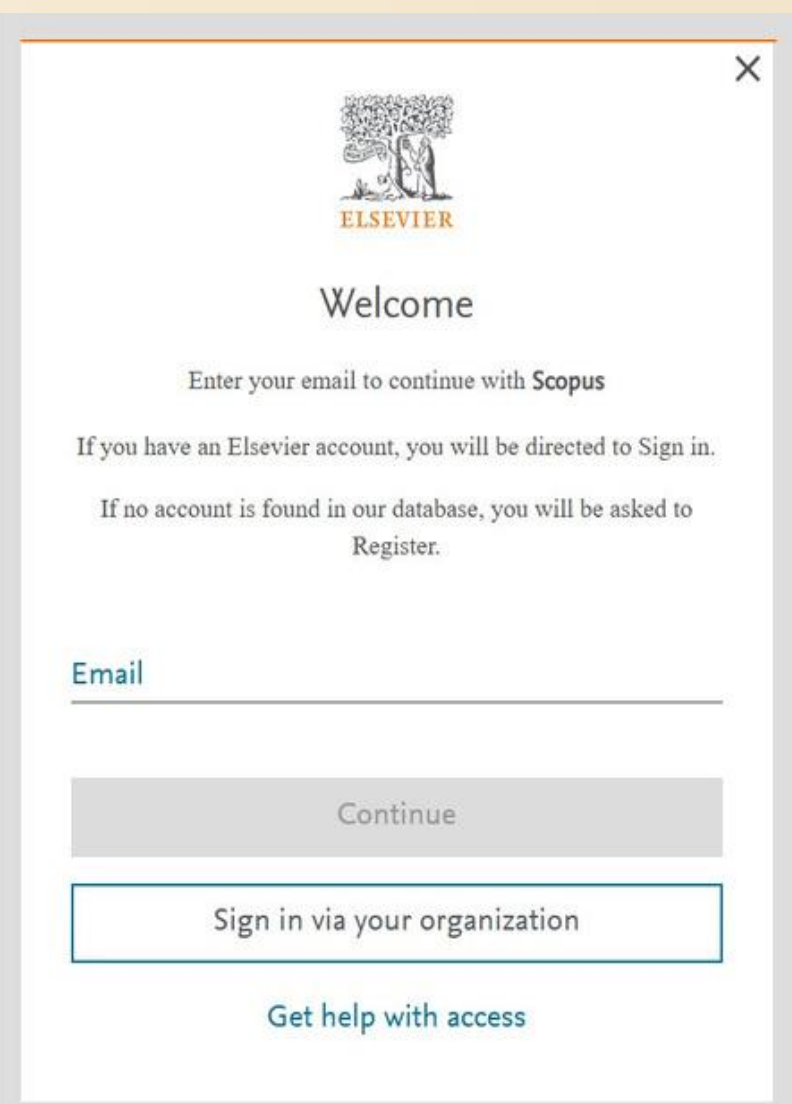 ELSEVIER
Welcome
Enter your email to continue with Scopus
If you have an Elsevier account, you will be directed to Sign in.
If no account is found in our database, you will be asked to
Register.
Email
Continue
Sign in via your organization
Get help with access